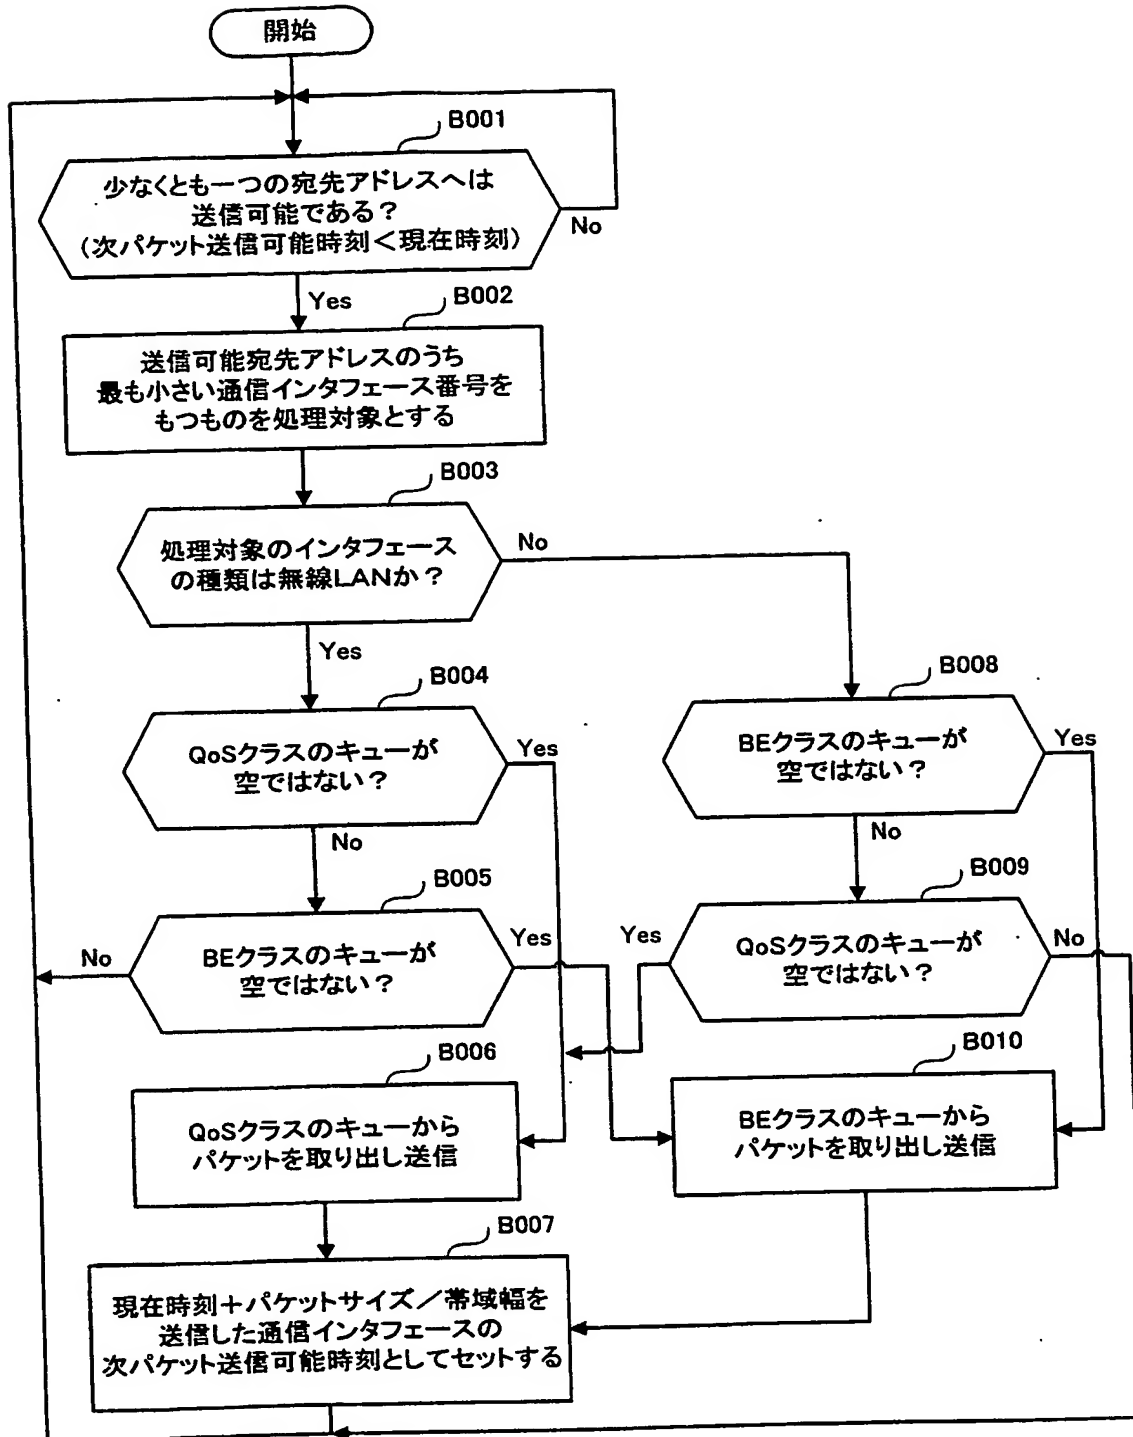 開始
B001
少なくとも一つの宛先アドレスへは
送信可能である？
(次パケット送信可能時刻＜現在時刻)
No
Yes
B002
送信可能宛先アドレスのうち
最も小さい通信インタフェース番号を
もつものを処理対象とする
B003
処理対象のインタフェース
の種類は無線LANか？
No
Yes
B004
QoSクラスのキューが
空ではない？
Yes
No
B008
BEクラスのキューが
空ではない？
Yes
No
B005
BEクラスのキューが
空ではない？
No
Yes
B009
QoSクラスのキューが
空ではない？
Yes
No
B006
QoSクラスのキューから
パケットを取り出し送信
B010
BEクラスのキューから
パケットを取り出し送信
B007
現在時刻＋パケットサイズ／帯域幅を
送信した通信インタフェースの
次パケット送信可能時刻としてセットする